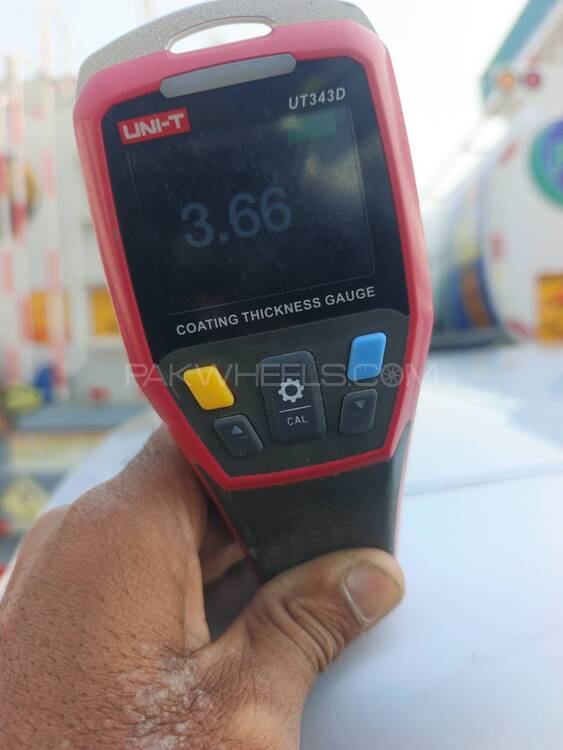 UNI-T
UT343D
3.66
COATING THICKNESS GAUGE
PAKWHEELS.COM
CAL